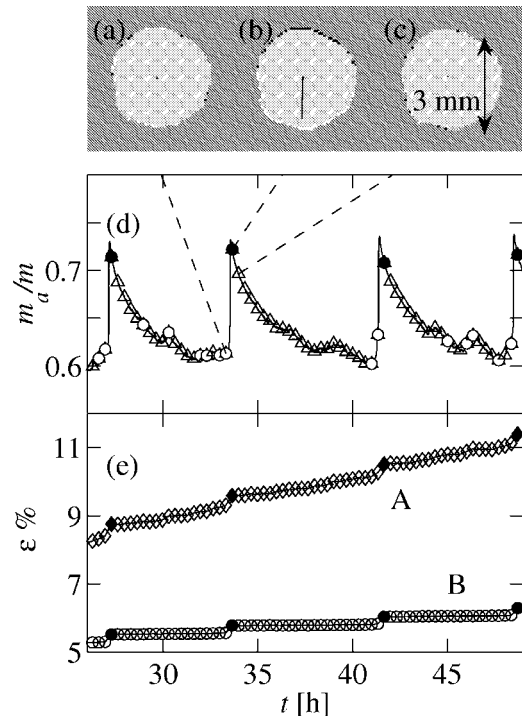 (a) (b) (c)
3 mm
(d)
m_a/m
0.7
0.6
(e)
ε %
11
9
7
5
A
B
30 35 40 45
t [h]